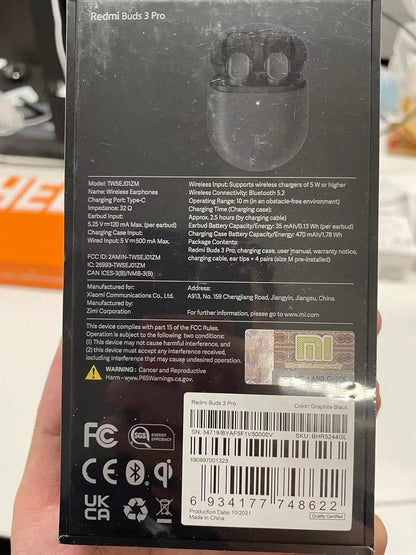 Redmi Buds 3 Pro
Model: TWSEJ01ZM
Name: Wireless Earphones
Charging Port: Type-C
Impedance: 32 Ω
Earbud Input:
5.25 V⎓120 mA Max. (per earbud)
Charging Case Input:
Wired Input: 5 V⎓500 mA Max.
FCC ID: 2AMIN-TWSEJ01ZM
IC: 26993-TWSEJ01ZM
CAN ICES-3(B)/NMB-3(B)
Wireless Input: Supports wireless chargers of 5 W or higher
Wireless Connectivity: Bluetooth 5.2
Operating Range: 10 m (in an obstacle-free environment)
Charging Time (Charging case):
Approx. 2.5 hours (by charging cable)
Earbud Battery Capacity/Energy: 35 mAh/0.13 Wh (per earbud)
Charging Case Battery Capacity/Energy: 470 mAh/1.78 Wh
Package Contents:
Redmi Buds 3 Pro, charging case, user manual, warranty notice,
charging cable, ear tips × 4 pairs (size M pre-installed)
Manufactured for:
Xiaomi Communications Co., Ltd.
Manufactured by:
Zimi Corporation
Address:
A913, No. 159 Chengjiang Road, Jiangyin, Jiangsu, China
For further information, please go to www.mi.com
This device complies with part 15 of the FCC Rules.
Operation is subject to the following two conditions:
(1) This device may not cause harmful interference, and
(2) this device must accept any interference received,
including interference that may cause undesired operation.
WARNING: Cancer and Reproductive
Harm - www.P65Warnings.ca.gov.
mi
FC
SGS
ENERGY
EFFICIENCY
CE
UK
CA
Redmi Buds 3 Pro
Color: Graphite Black
SN: 34719/BYAF5F1V50000V
SKU: BHR5244GL
190997001323
6 934177 748622
Production Date: 10/2021
Made in China
Quality Certified